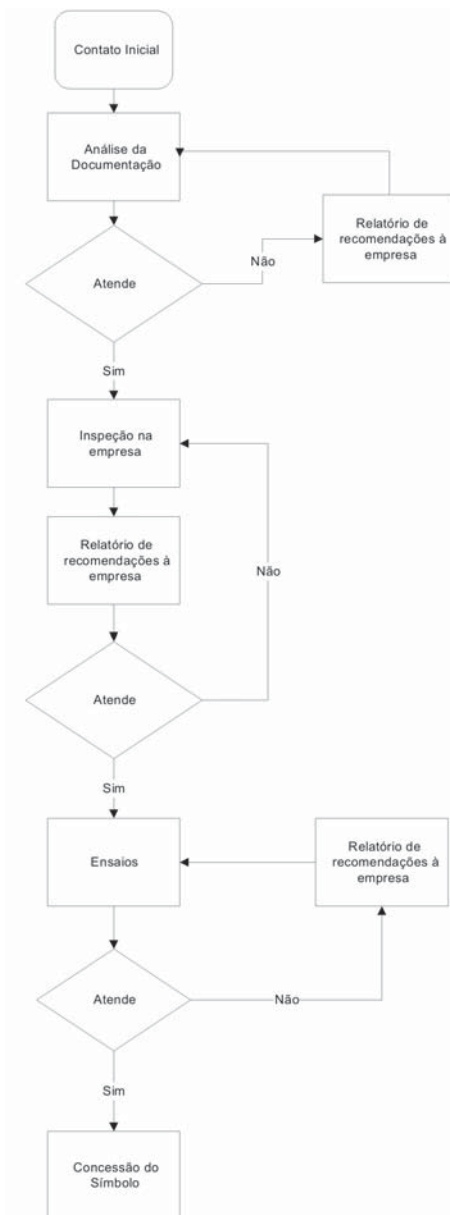 Contato Inicial
Análise da
Documentação
Relatório de
recomendações à
empresa
Não
Atende
Sim
Inspeção na
empresa
Relatório de
recomendações à
empresa
Não
Atende
Sim
Ensaios
Relatório de
recomendações à
empresa
Atende
Não
Sim
Concessão do
Símbolo